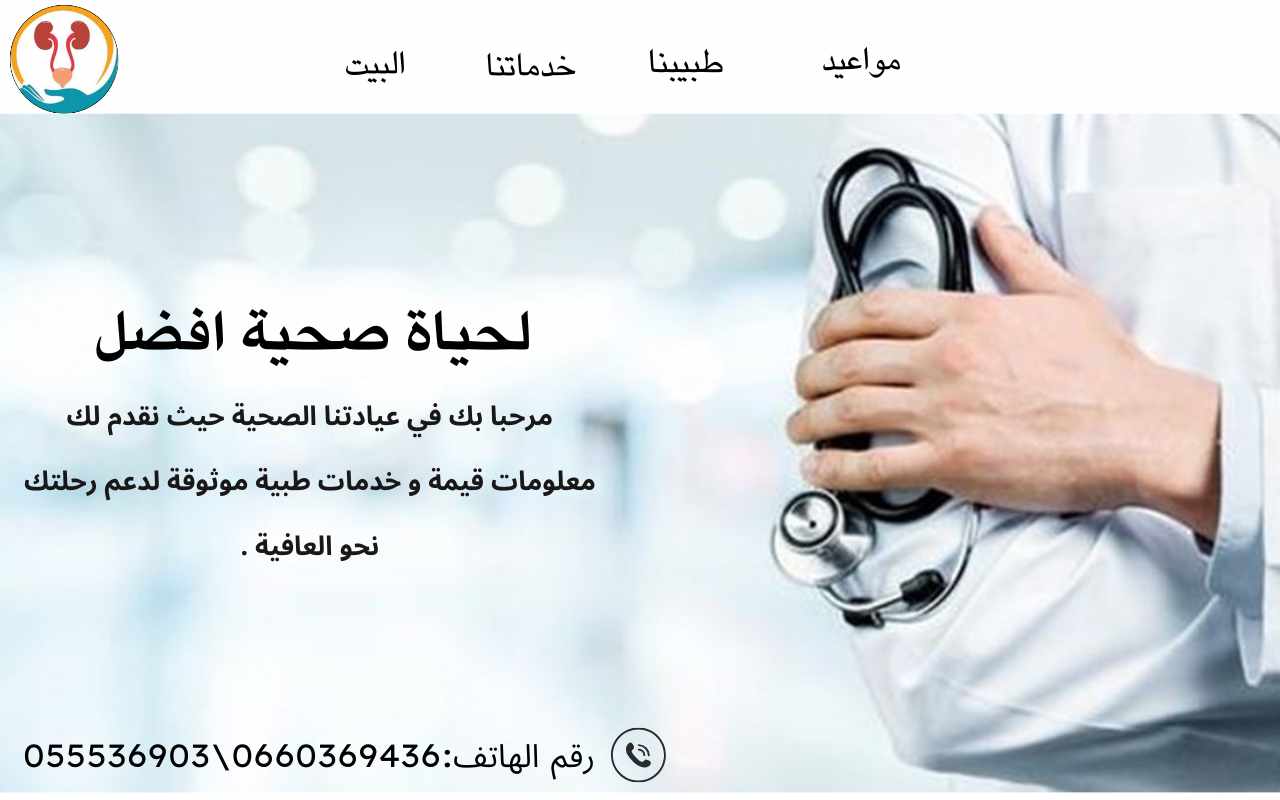 مواعيد
طبيبنا
خدماتنا
البيت
لحياة صحية افضل
مرحبا بك في عيادتنا الصحية حيث نقدم لك
معلومات قيمة و خدمات طبية موثوقة لدعم رحلتك
نحو العافية .
رقم الهاتف:0660369436\055536903